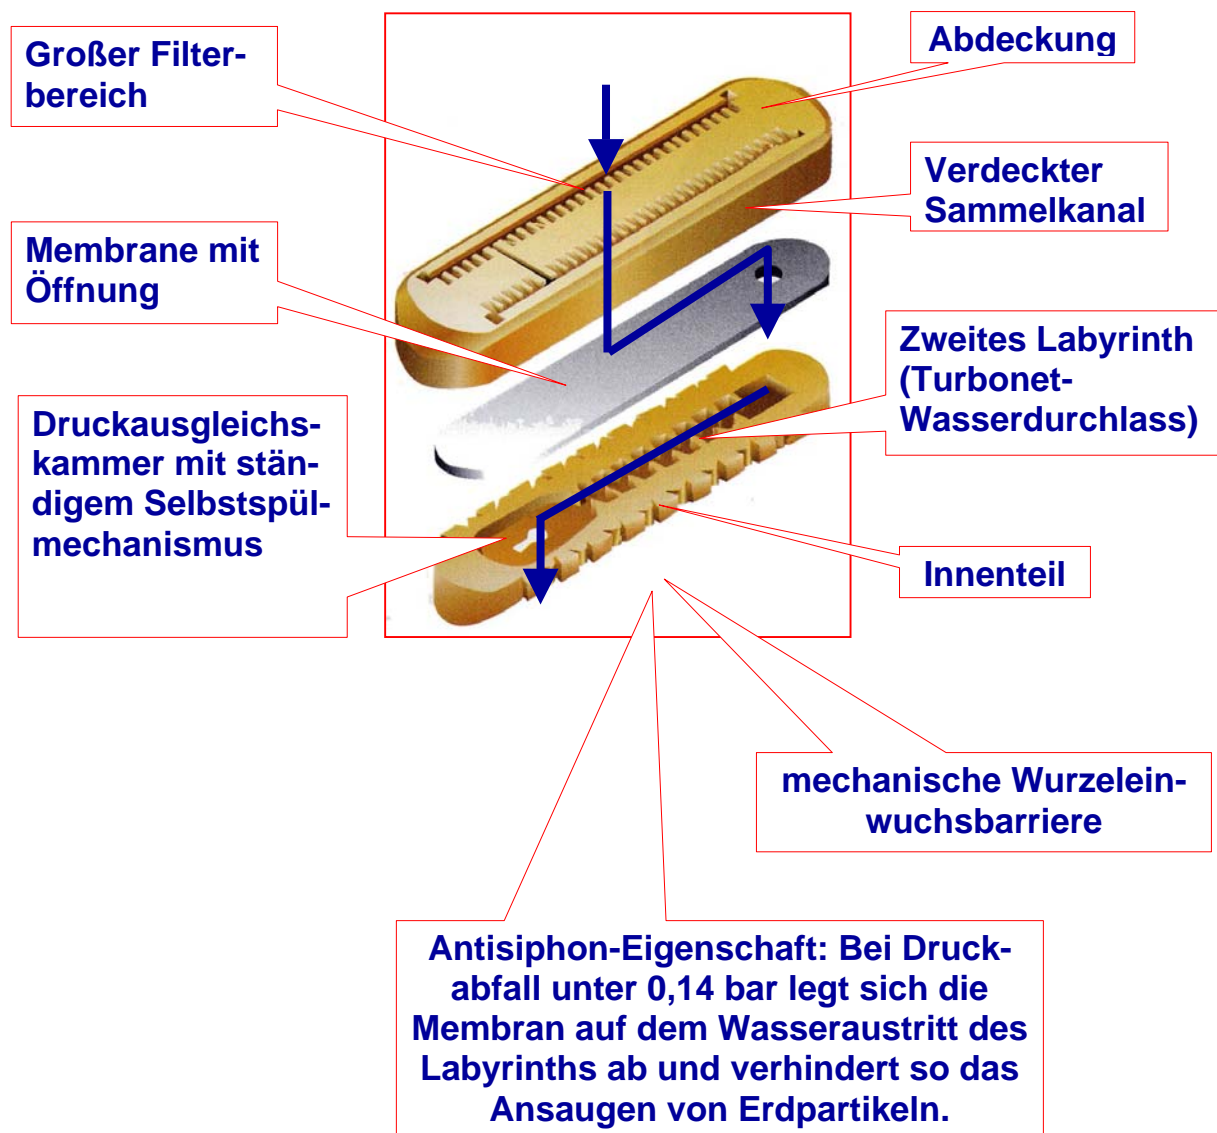 Großer Filter-
bereich
Abdeckung
Verdeckter
Sammelkanal
Membrane mit
Öffnung
Zweites Labyrinth
(Turbonet-
Wasserdurchlass)
Druckausgleichs-
kammer mit stän-
digem Selbstspül-
mechanismus
Innenteil
mechanische Wurzelein-
wuchsbarriere
Antisiphon-Eigenschaft: Bei Druck-
abfall unter 0,14 bar legt sich die
Membran auf dem Wasseraustritt des
Labyrinths ab und verhindert so das
Ansaugen von Erdpartikeln.